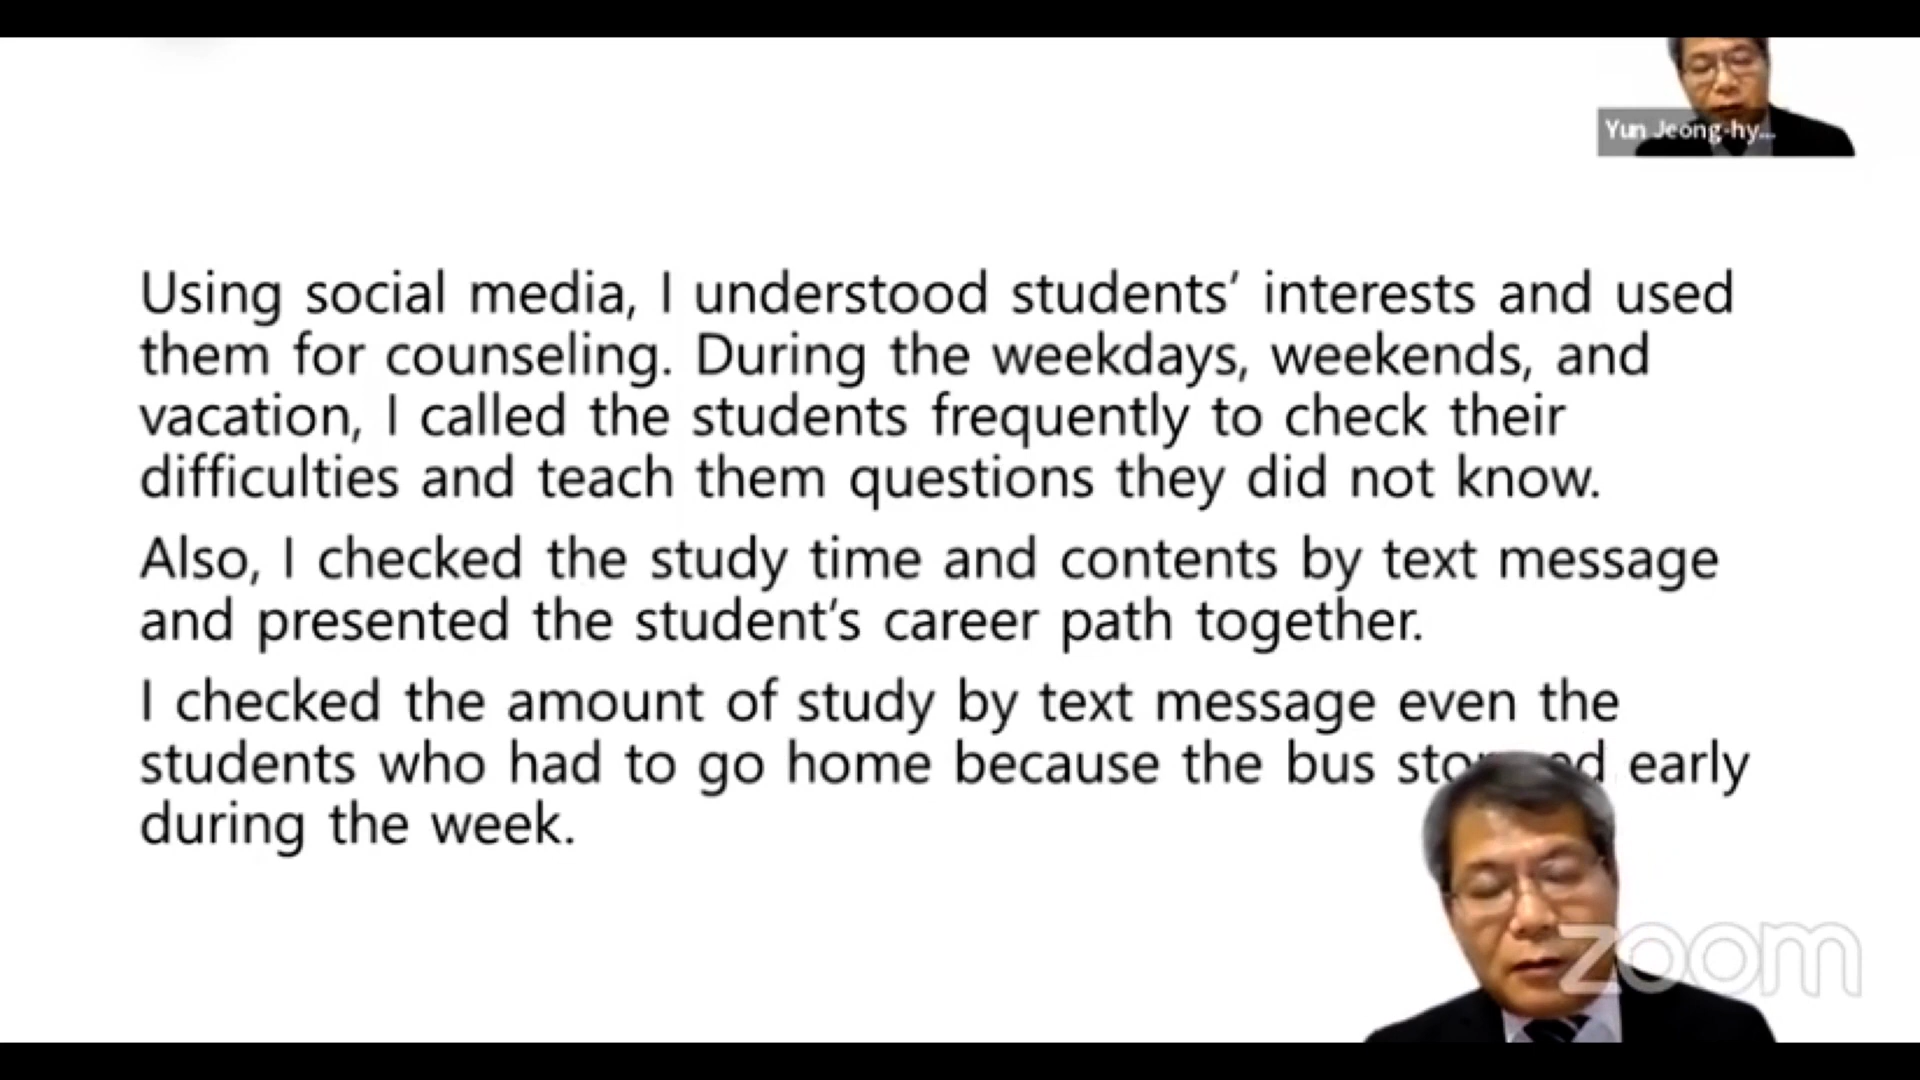 Yun Jeong-hy...
Using social media, I understood students’ interests and used
them for counseling. During the weekdays, weekends, and
vacation, I called the students frequently to check their
difficulties and teach them questions they did not know.
Also, I checked the study time and contents by text message
and presented the student’s career path together.
I checked the amount of study by text message even the
students who had to go home because the bus early
during the week.
zoom